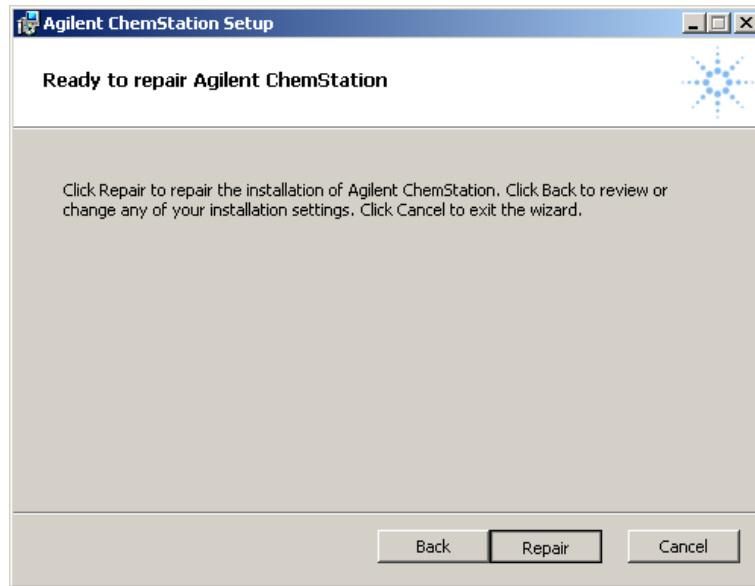 Agilent ChemStation Setup
Ready to repair Agilent ChemStation
Click Repair to repair the installation of Agilent ChemStation. Click Back to review or
change any of your installation settings. Click Cancel to exit the wizard.
Back Repair Cancel